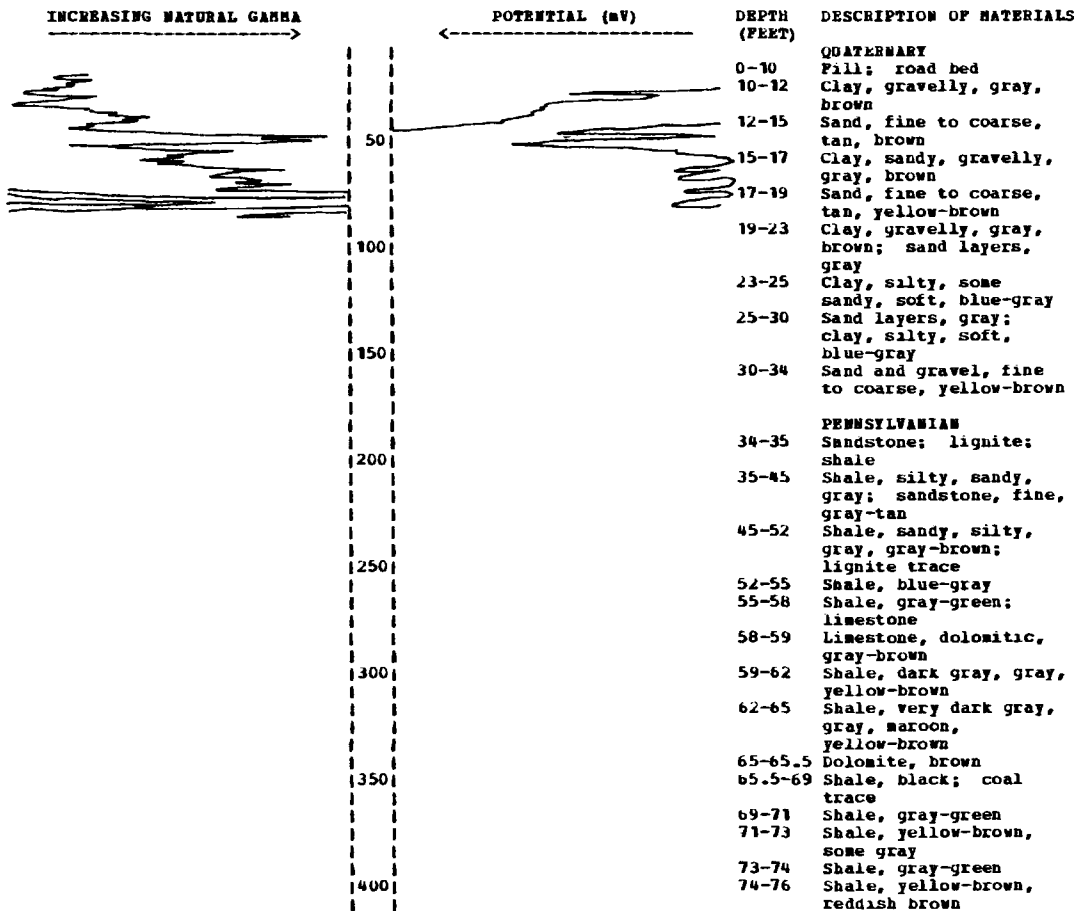 INCREASING NATURAL GAMMA
POTENTIAL (mV)
DEPTH (FEET)
DESCRIPTION OF MATERIALS
50
100
150
200
250
300
350
400
QUATERNARY
0-10 Fill; road bed
10-12 Clay, gravelly, gray,
brown
12-15 Sand, fine to coarse,
tan, brown
15-17 Clay, sandy, gravelly,
gray, brown
17-19 Sand, fine to coarse,
tan, yellow-brown
19-23 Clay, gravelly, gray,
brown; sand layers,
gray
23-25 Clay, silty, some
sandy, soft, blue-gray
25-30 Sand layers, gray;
clay, silty, soft,
blue-gray
30-34 Sand and gravel, fine
to coarse, yellow-brown
PENNSYLVANIAN
34-35 Sandstone; lignite;
shale
35-45 Shale, silty, sandy,
gray; sandstone, fine,
gray-tan
45-52 Shale, sandy, silty,
gray, gray-brown;
lignite trace
52-55 Shale, blue-gray
55-58 Shale, gray-green;
limestone
58-59 Limestone, dolomitic,
gray-brown
59-62 Shale, dark gray, gray,
yellow-brown
62-65 Shale, very dark gray,
gray, maroon,
yellow-brown
65-65.5 Dolomite, brown
65.5-69 Shale, black; coal
trace
69-71 Shale, gray-green
71-73 Shale, yellow-brown,
some gray
73-74 Shale, gray-green
74-76 Shale, yellow-brown,
reddish brown